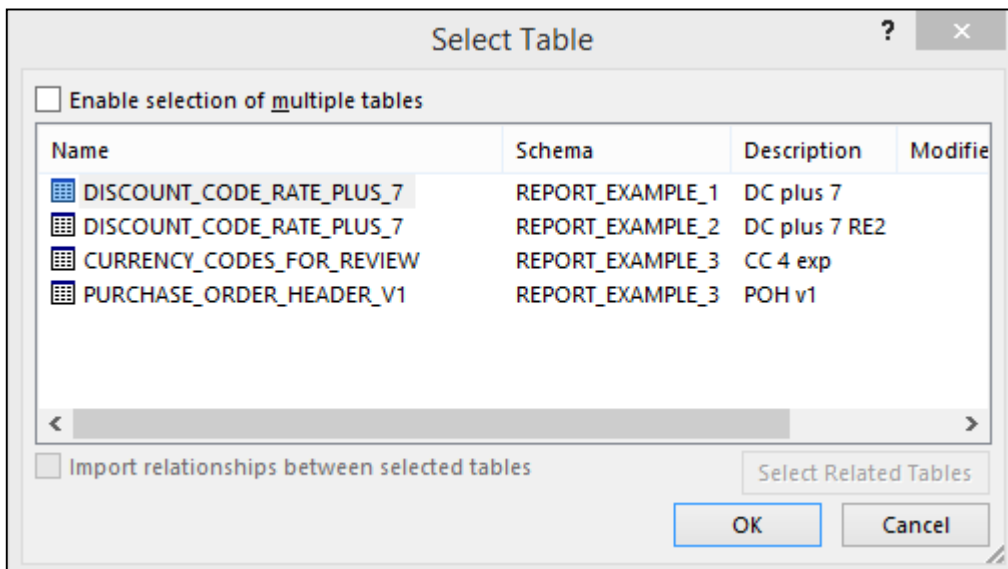 Select Table
?
Enable selection of multiple tables
Name Schema Description Modifie
DISCOUNT_CODE_RATE_PLUS_7 REPORT_EXAMPLE_1 DC plus 7
DISCOUNT_CODE_RATE_PLUS_7 REPORT_EXAMPLE_2 DC plus 7 RE2
CURRENCY_CODES_FOR_REVIEW REPORT_EXAMPLE_3 CC 4 exp
PURCHASE_ORDER_HEADER_V1 REPORT_EXAMPLE_3 POH v1
Import relationships between selected tables
Select Related Tables
OK Cancel